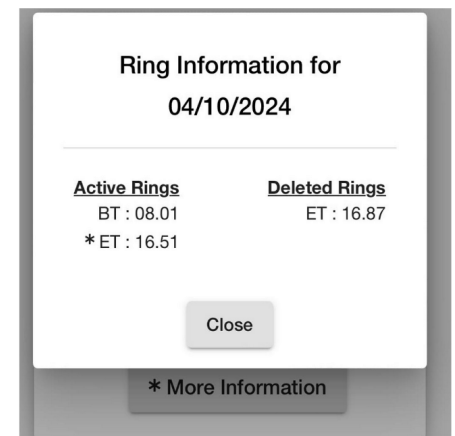 Ring Information for
04/10/2024
Active Rings
BT : 08.01
* ET : 16.51
Deleted Rings
ET : 16.87
Close
* More Information